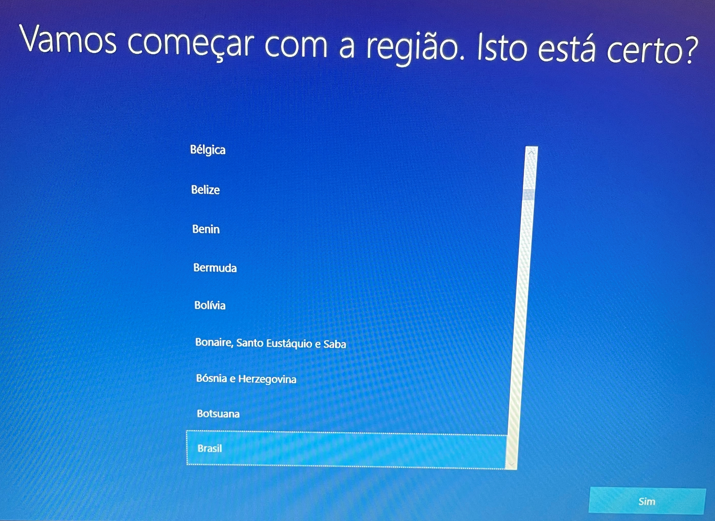 Vamos começar com a região. Isto está certo?
Bélgica
Belize
Benin
Bermuda
Bolívia
Bonaire, Santo Eustáquio e Saba
Bósnia e Herzegovina
Botsuana
Brasil
Sim